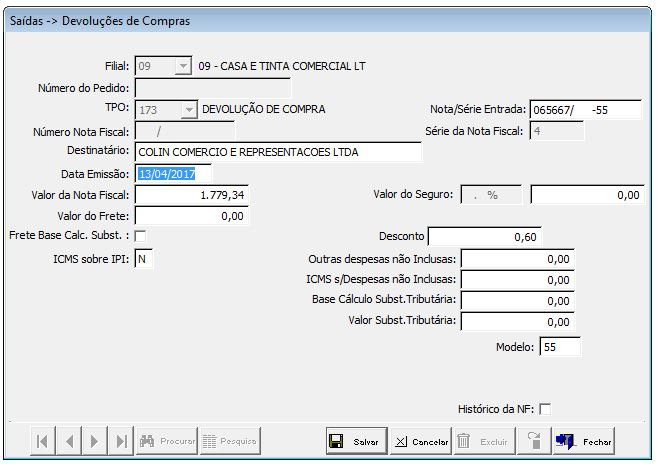 Saídas -> Devoluções de Compras
Filial: 09 09 - CASA E TINTA COMERCIAL LT
Número do Pedido:
TPO: 173 DEVOLUÇÃO DE COMPRA Nota/Série Entrada: 065667/ -55
Número Nota Fiscal: / Série da Nota Fiscal: 4
Destinatário: COLIN COMERCIO E REPRESENTACOES LTDA
Data Emissão: 13/04/2017
Valor da Nota Fiscal: 1.779,34 Valor do Seguro: . % 0,00
Valor do Frete: 0,00
Frete Base Calc. Subst. : Desconto 0,60
ICMS sobre IPI: N Outras despesas não Inclusas: 0,00
ICMS s/Despesas não Inclusas: 0,00
Base Cálculo Subst.Tributária: 0,00
Valor Subst.Tributária: 0,00
Modelo: 55
Histórico da NF:
Procurar Pesquisa Salvar Cancelar Excluir Fechar